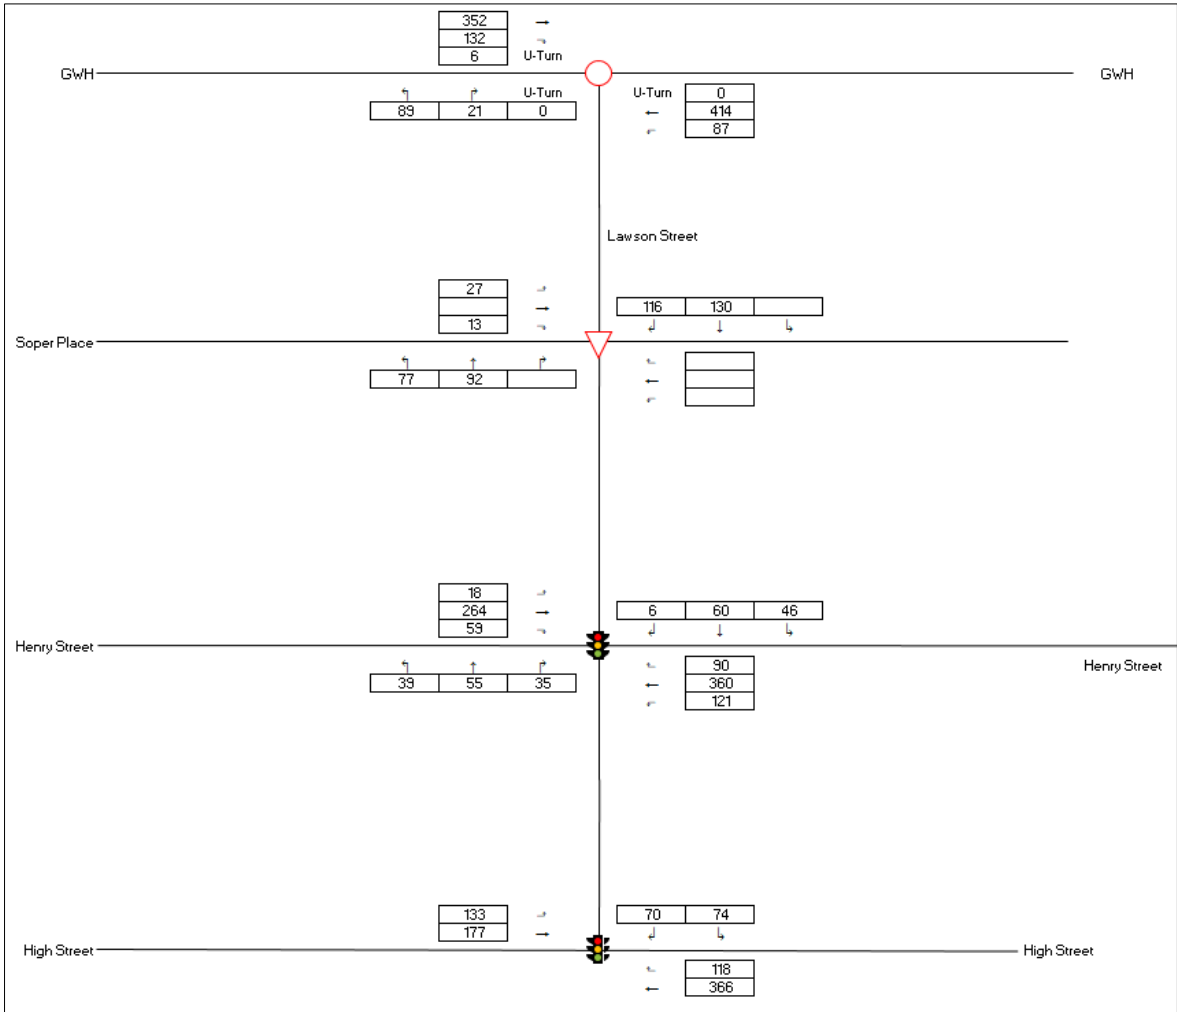 352 →
132
6 U-Turn
GWH GWH
U-Turn U-Turn 0
89 21 0 ← 414
87
Lawson Street
27
→ 116 130
13 ↓
Soper Place
↑
77 92 ←
18
264 → 6 60 46
59 ↓
Henry Street
Henry Street
↑ 90
39 55 35 ← 360
121
133 70 74
177 →
High Street High Street
118
← 366